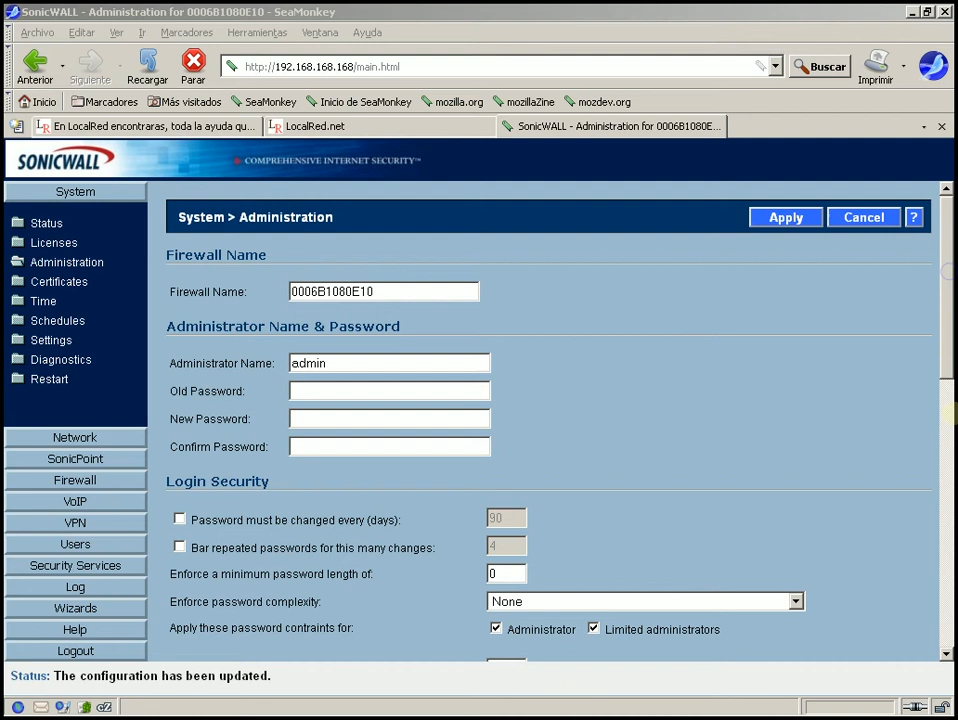 SonicWALL - Administration for 0006B1080E10 - SeaMonkey
Archivo Editar Ver Ir Marcadores Herramientas Ventana Ayuda
Anterior Siguiente Recargar Parar http://192.168.168.168/main.html Buscar Imprimir
Inicio Marcadores Más visitados SeaMonkey Inicio de SeaMonkey mozilla.org mozillaZine mozdev.org
En LocalRed encontraras, toda la ayuda qu... LocalRed.net SonicWALL - Administration for 0006B1080E...
SONICWALL COMPREHENSIVE INTERNET SECURITY™
System
Status
Licenses
Administration
Certificates
Time
Schedules
Settings
Diagnostics
Restart
Network
SonicPoint
Firewall
VoIP
VPN
Users
Security Services
Log
Wizards
Help
Logout
System > Administration Apply Cancel ?
Firewall Name
Firewall Name: 0006B1080E10
Administrator Name & Password
Administrator Name: admin
Old Password:
New Password:
Confirm Password:
Login Security
Password must be changed every (days): 90
Bar repeated passwords for this many changes: 4
Enforce a minimum password length of: 0
Enforce password complexity: None
Apply these password contraints for: Administrator Limited administrators
Status: The configuration has been updated.